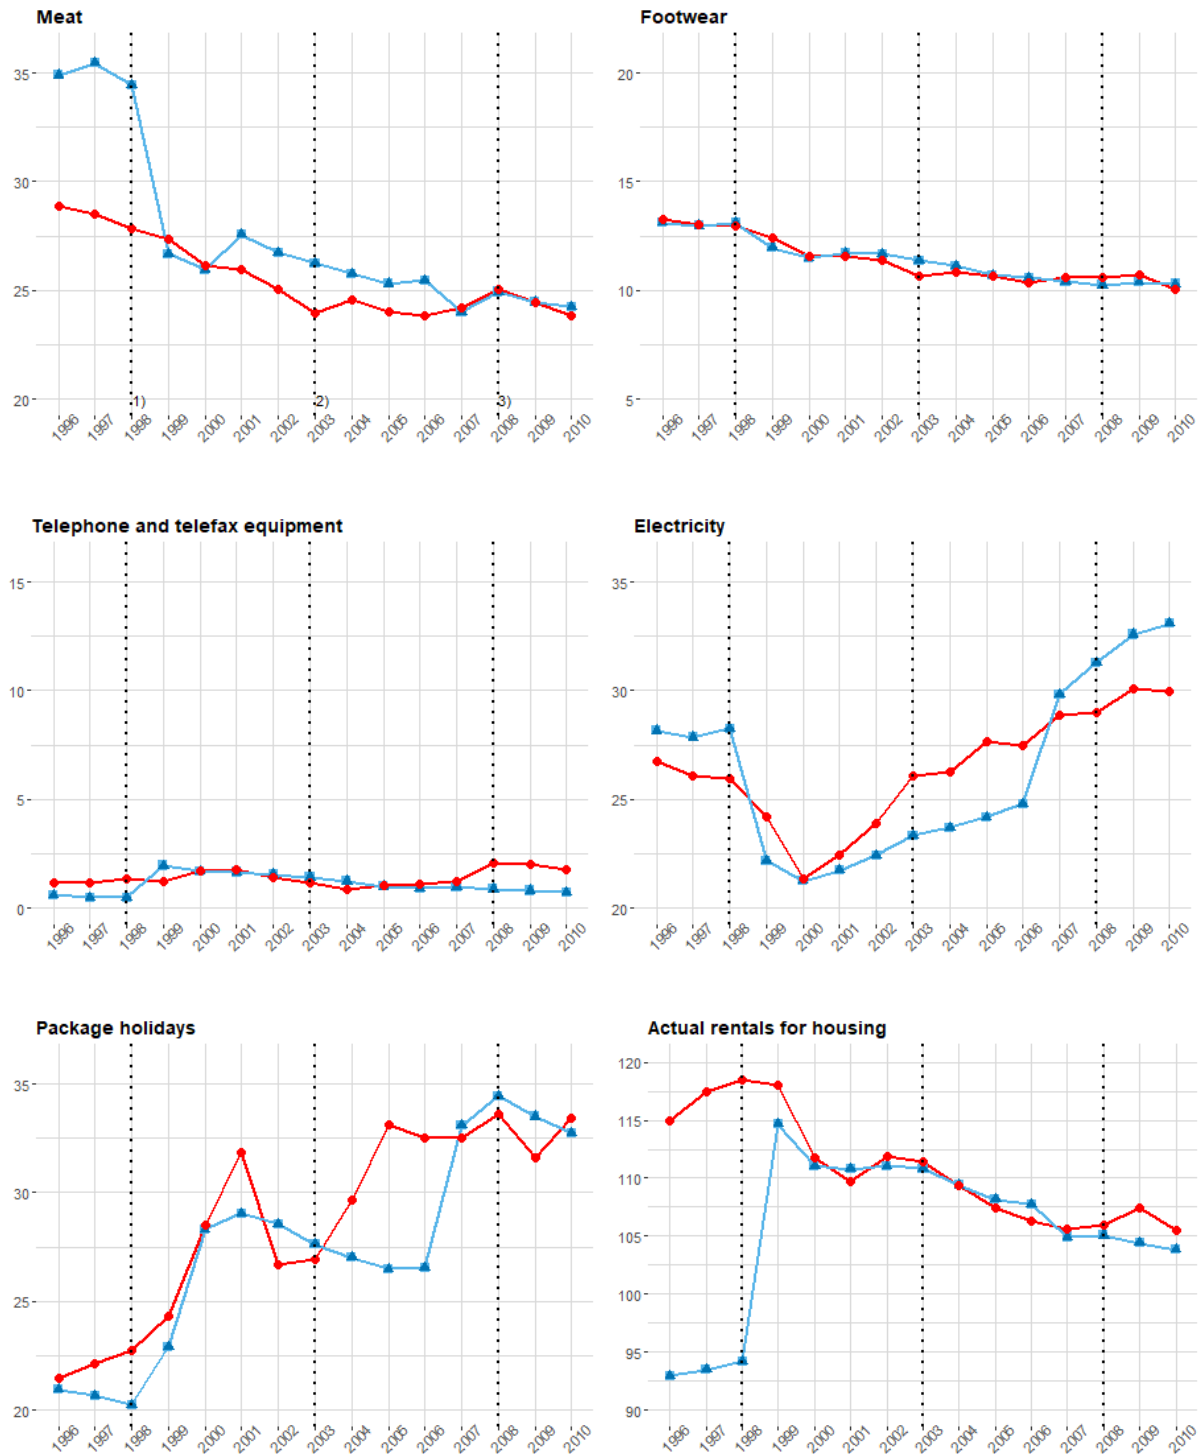 Meat
35
30
25
20
1)
2)
3)
1996 1997 1998 1999 2000 2001 2002 2003 2004 2005 2006 2007 2008 2009 2010
Footwear
20
15
10
5
1996 1997 1998 1999 2000 2001 2002 2003 2004 2005 2006 2007 2008 2009 2010
Telephone and telefax equipment
15
10
5
0
1996 1997 1998 1999 2000 2001 2002 2003 2004 2005 2006 2007 2008 2009 2010
Electricity
35
30
25
20
1996 1997 1998 1999 2000 2001 2002 2003 2004 2005 2006 2007 2008 2009 2010
Package holidays
35
30
25
20
1996 1997 1998 1999 2000 2001 2002 2003 2004 2005 2006 2007 2008 2009 2010
Actual rentals for housing
120
115
110
105
100
95
90
1996 1997 1998 1999 2000 2001 2002 2003 2004 2005 2006 2007 2008 2009 2010